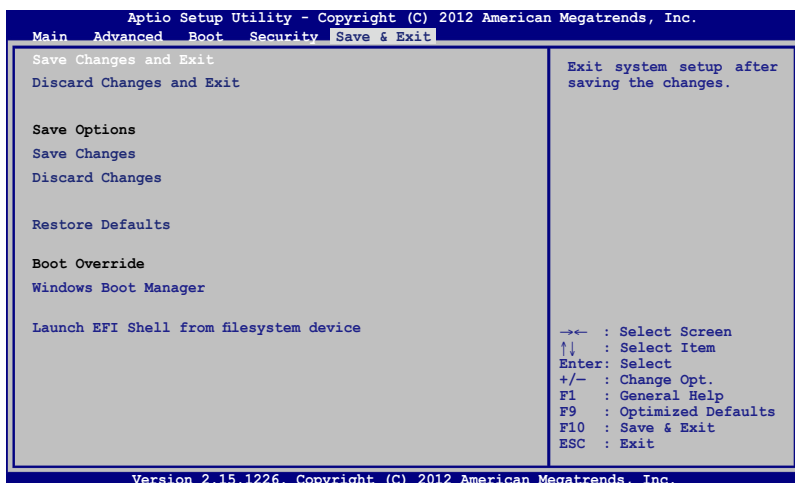 Aptio Setup Utility - Copyright (C) 2012 American Megatrends, Inc.
Main Advanced Boot Security Save & Exit
Save Changes and Exit
Discard Changes and Exit
Save Options
Save Changes
Discard Changes
Restore Defaults
Boot Override
Windows Boot Manager
Launch EFI Shell from filesystem device
Exit system setup after
saving the changes.
→← : Select Screen
↑↓ : Select Item
Enter: Select
+/— : Change Opt.
F1 : General Help
F9 : Optimized Defaults
F10 : Save & Exit
ESC : Exit
Version 2.15.1226. Copyright (C) 2012 American Megatrends, Inc.